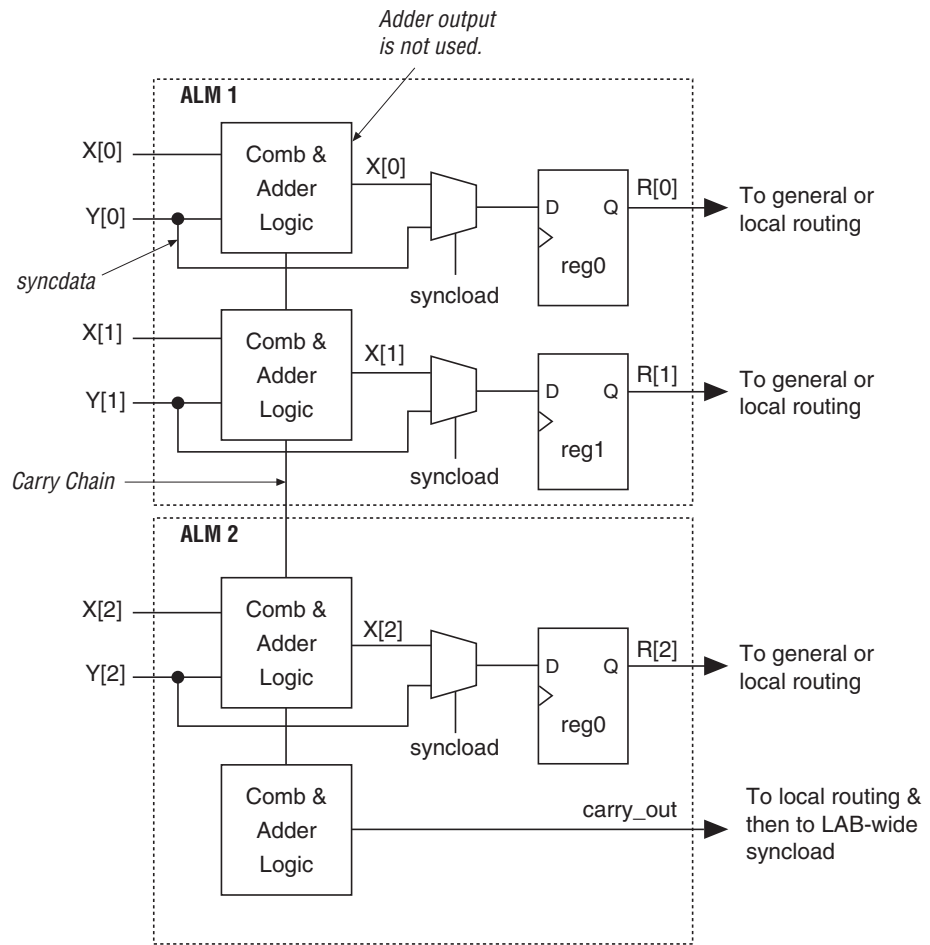 Adder output
is not used.
ALM 1
X[0]
Comb &
Adder
Logic
X[0]
Y[0]
D Q
reg0
R[0]
To general or
local routing
syncdata
syncload
X[1]
Comb &
Adder
Logic
X[1]
Y[1]
D Q
reg1
R[1]
To general or
local routing
syncload
Carry Chain
ALM 2
X[2]
Comb &
Adder
Logic
X[2]
Y[2]
D Q
reg0
R[2]
To general or
local routing
syncload
Comb &
Adder
Logic
carry_out
To local routing &
then to LAB-wide
syncload